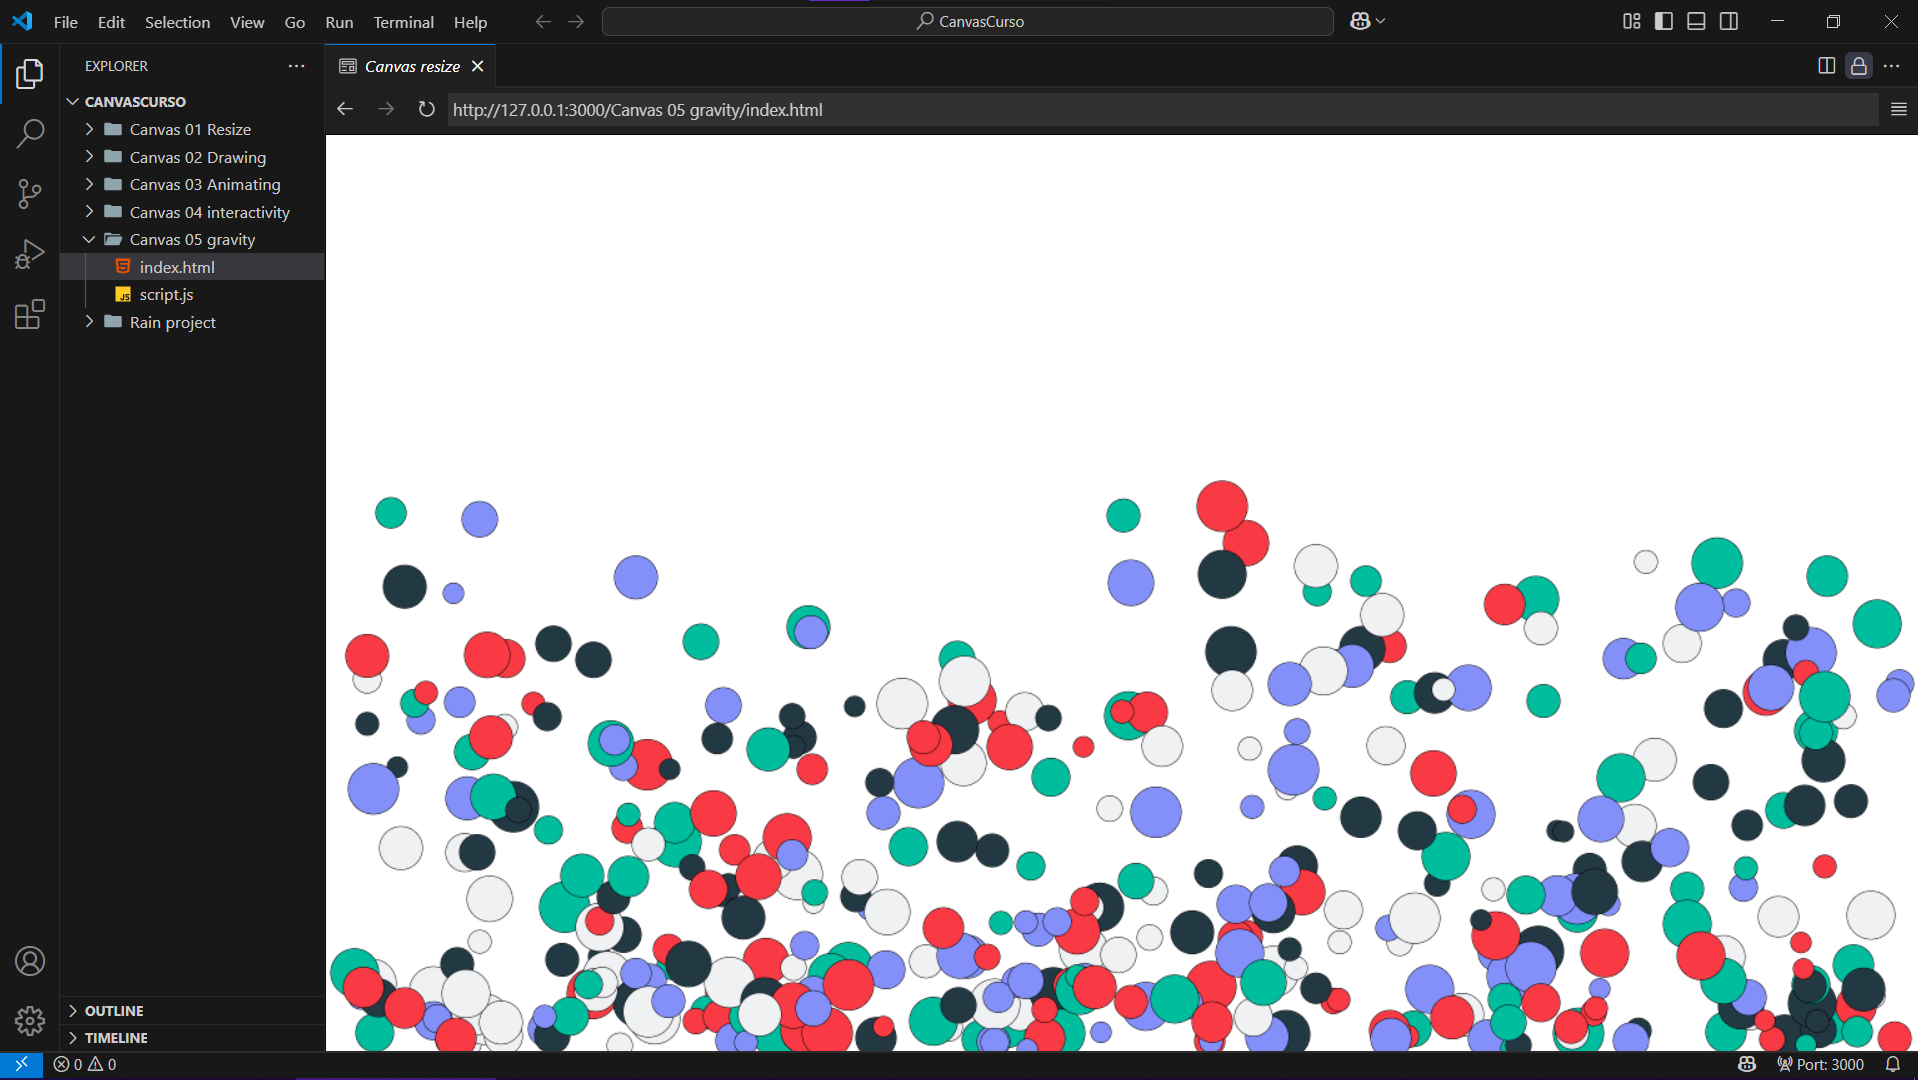 File Edit Selection View Go Run Terminal Help
CanvasCurso
EXPLORER
Canvas resize
http://127.0.0.1:3000/Canvas 05 gravity/index.html
CANVASCURSO
Canvas 01 Resize
Canvas 02 Drawing
Canvas 03 Animating
Canvas 04 interactivity
Canvas 05 gravity
index.html
JS script.js
Rain project
OUTLINE
TIMELINE
0 0
Port: 3000